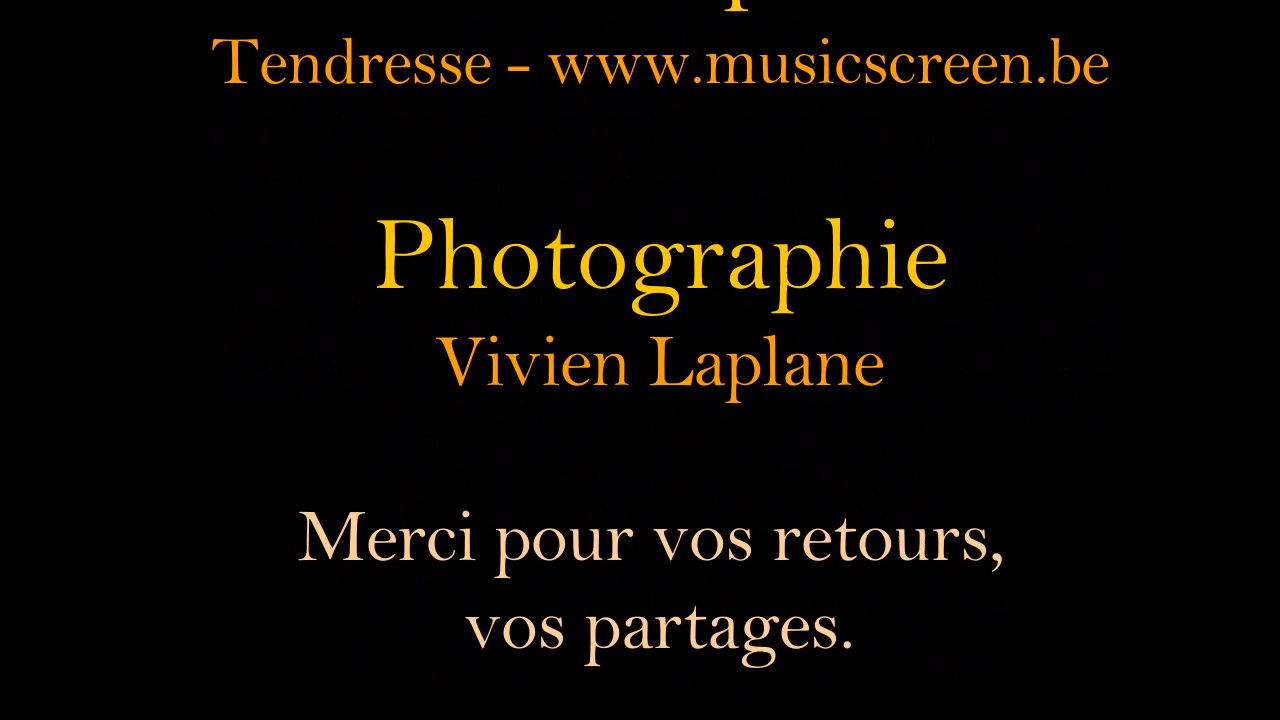 Tendresse - www.musicscreen.be
Photographie
Vivien Laplane
Merci pour vos retours,
vos partages.